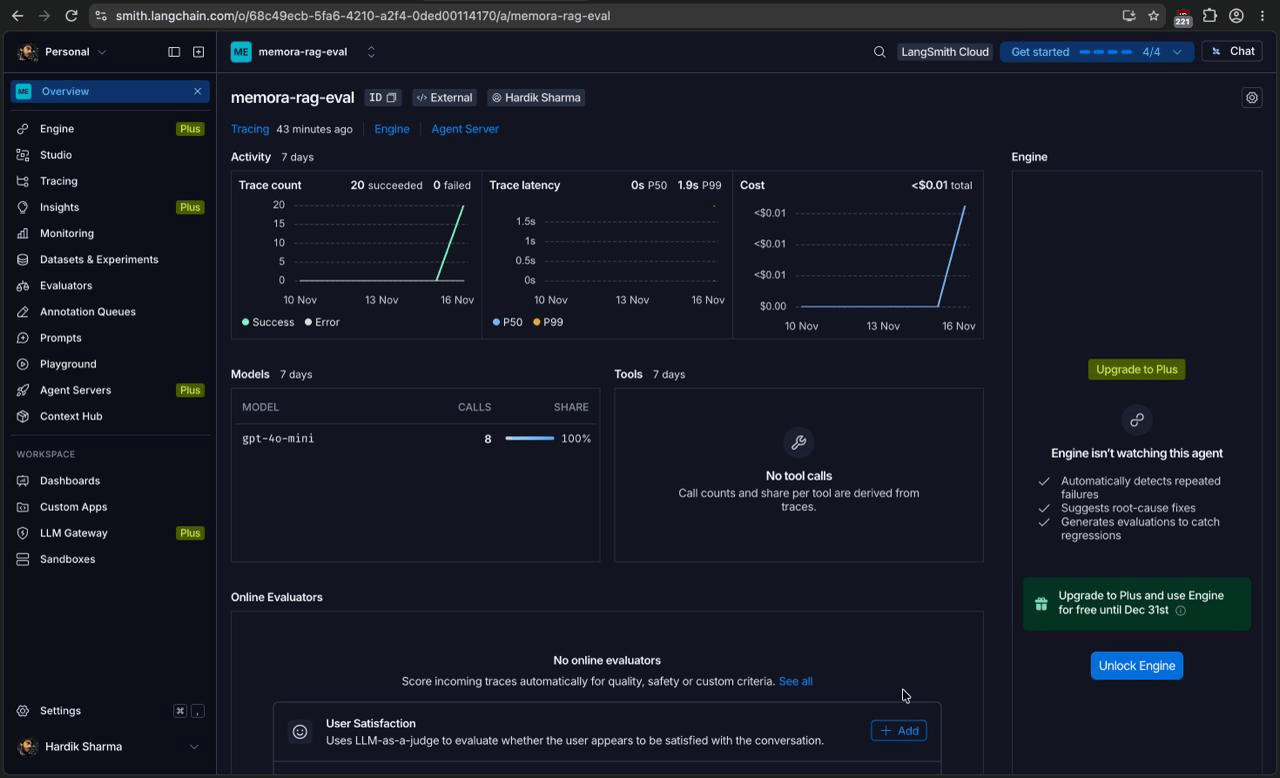 smith.langchain.com/o/68c49ecb-5fa6-4210-a2f4-0ded00114170/a/memora-rag-eval
221
Personal
ME memora-rag-eval
LangSmith Cloud
Get started 4/4
Chat
ME Overview
Engine Plus
Studio
Tracing
Insights Plus
Monitoring
Datasets & Experiments
Evaluators
Annotation Queues
Prompts
Playground
Agent Servers Plus
Context Hub
WORKSPACE
Dashboards
Custom Apps
LLM Gateway Plus
Sandboxes
Settings ⌘ ,
Hardik Sharma
memora-rag-eval ID External Hardik Sharma
Tracing 43 minutes ago Engine Agent Server
Activity 7 days
Trace count 20 succeeded 0 failed
20
15
10
5
0
10 Nov 13 Nov 16 Nov
Success Error
Trace latency 0s P50 1.9s P99
1.5s
1s
0.5s
0s
10 Nov 13 Nov 16 Nov
P50 P99
Cost <$0.01 total
<$0.01
<$0.01
<$0.01
$0.00
10 Nov 13 Nov 16 Nov
Models 7 days
MODEL CALLS SHARE
gpt-4o-mini 8 100%
Tools 7 days
No tool calls
Call counts and share per tool are derived from
traces.
Online Evaluators
No online evaluators
Score incoming traces automatically for quality, safety or custom criteria. See all
User Satisfaction
Uses LLM-as-a-judge to evaluate whether the user appears to be satisfied with the conversation.
+ Add
Engine
Upgrade to Plus
Engine isn't watching this agent
Automatically detects repeated
failures
Suggests root-cause fixes
Generates evaluations to catch
regressions
Upgrade to Plus and use Engine
for free until Dec 31st
Unlock Engine